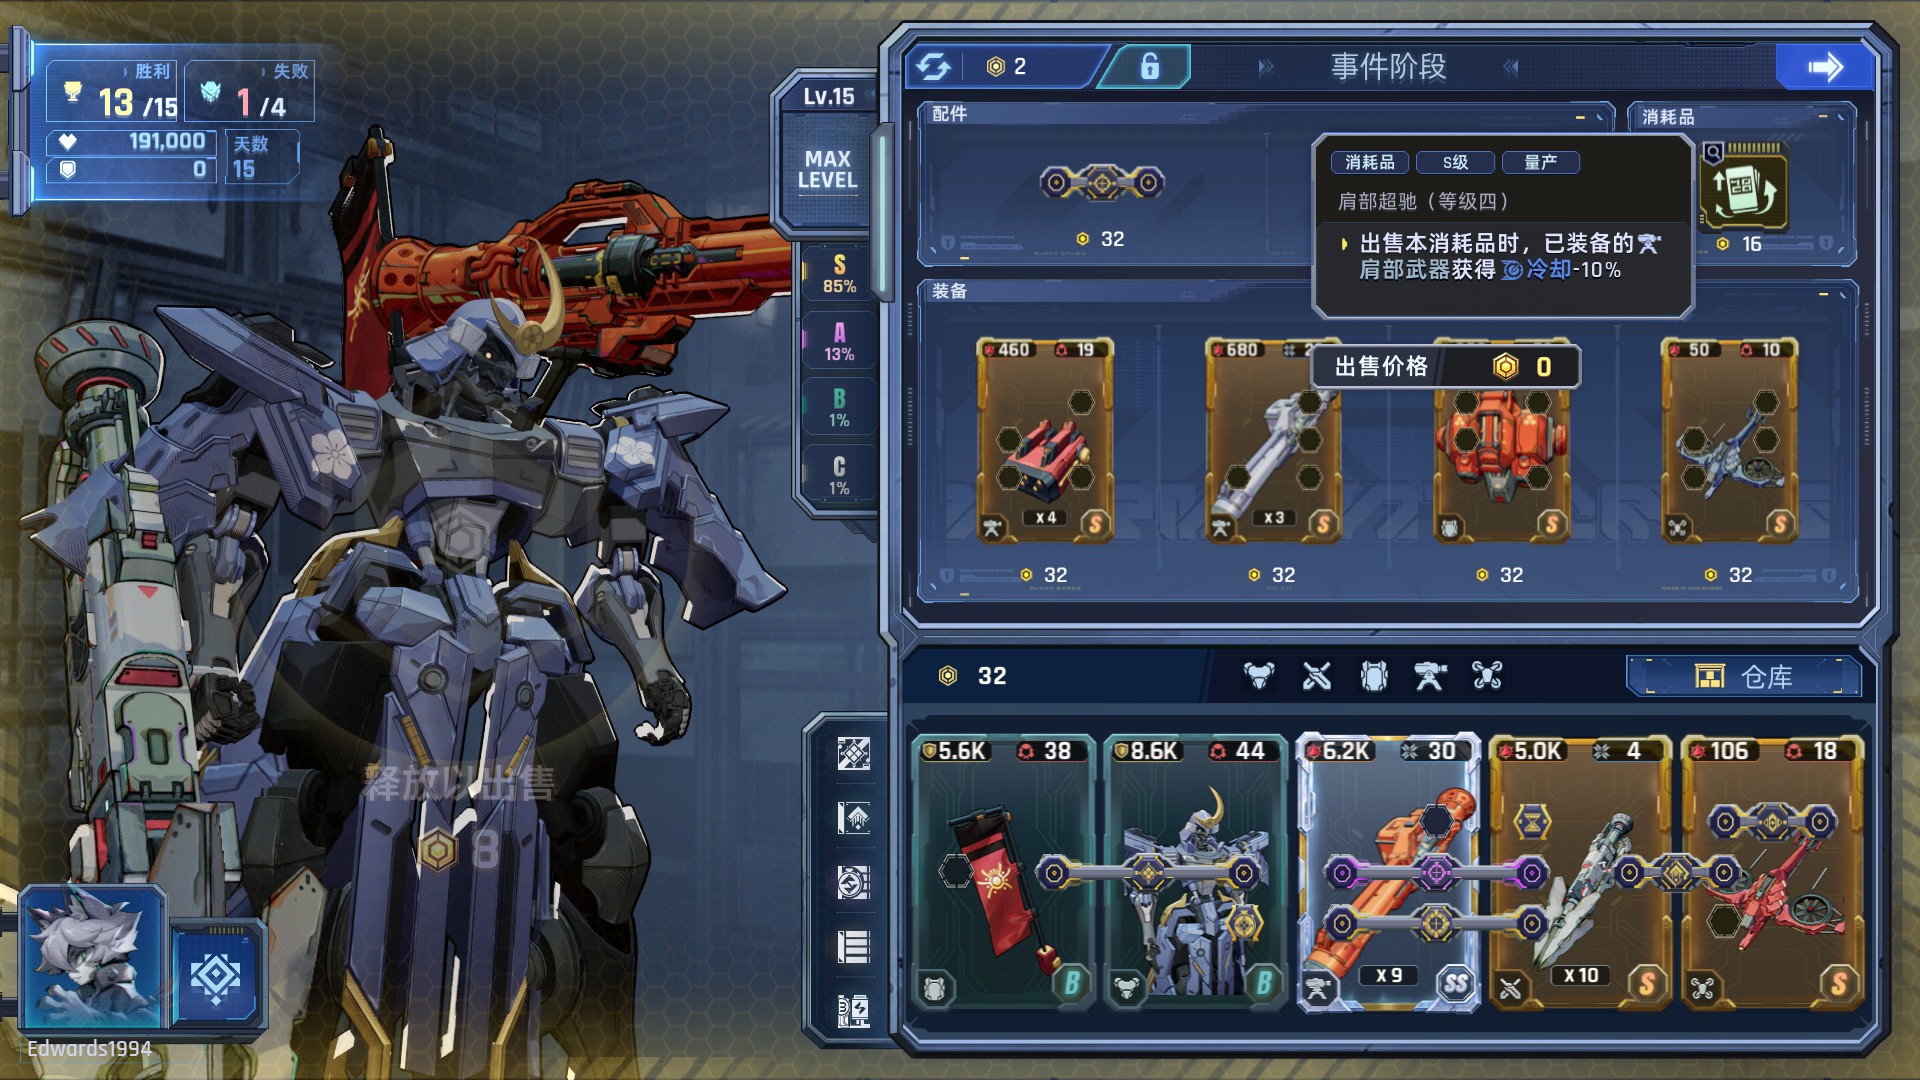 胜利
13 /15
失败
1 /4
191,000
0
天数
15
Lv.15
MAX
LEVEL
S
85%
A
13%
B
1%
C
1%
2
事件阶段
配件
32
消耗品
16
消耗品
S级
量产
肩部超驰（等级四）
出售本消耗品时，已装备的
肩部武器获得冷却-10%
出售价格
0
装备
460
19
x4
S
32
680
x3
S
32
S
32
50
10
S
32
32
仓库
5.6K
38
B
8.6K
44
B
6.2K
30
x9
SS
5.0K
4
x10
S
106
18
S
释放以出售
8
Edwards1994